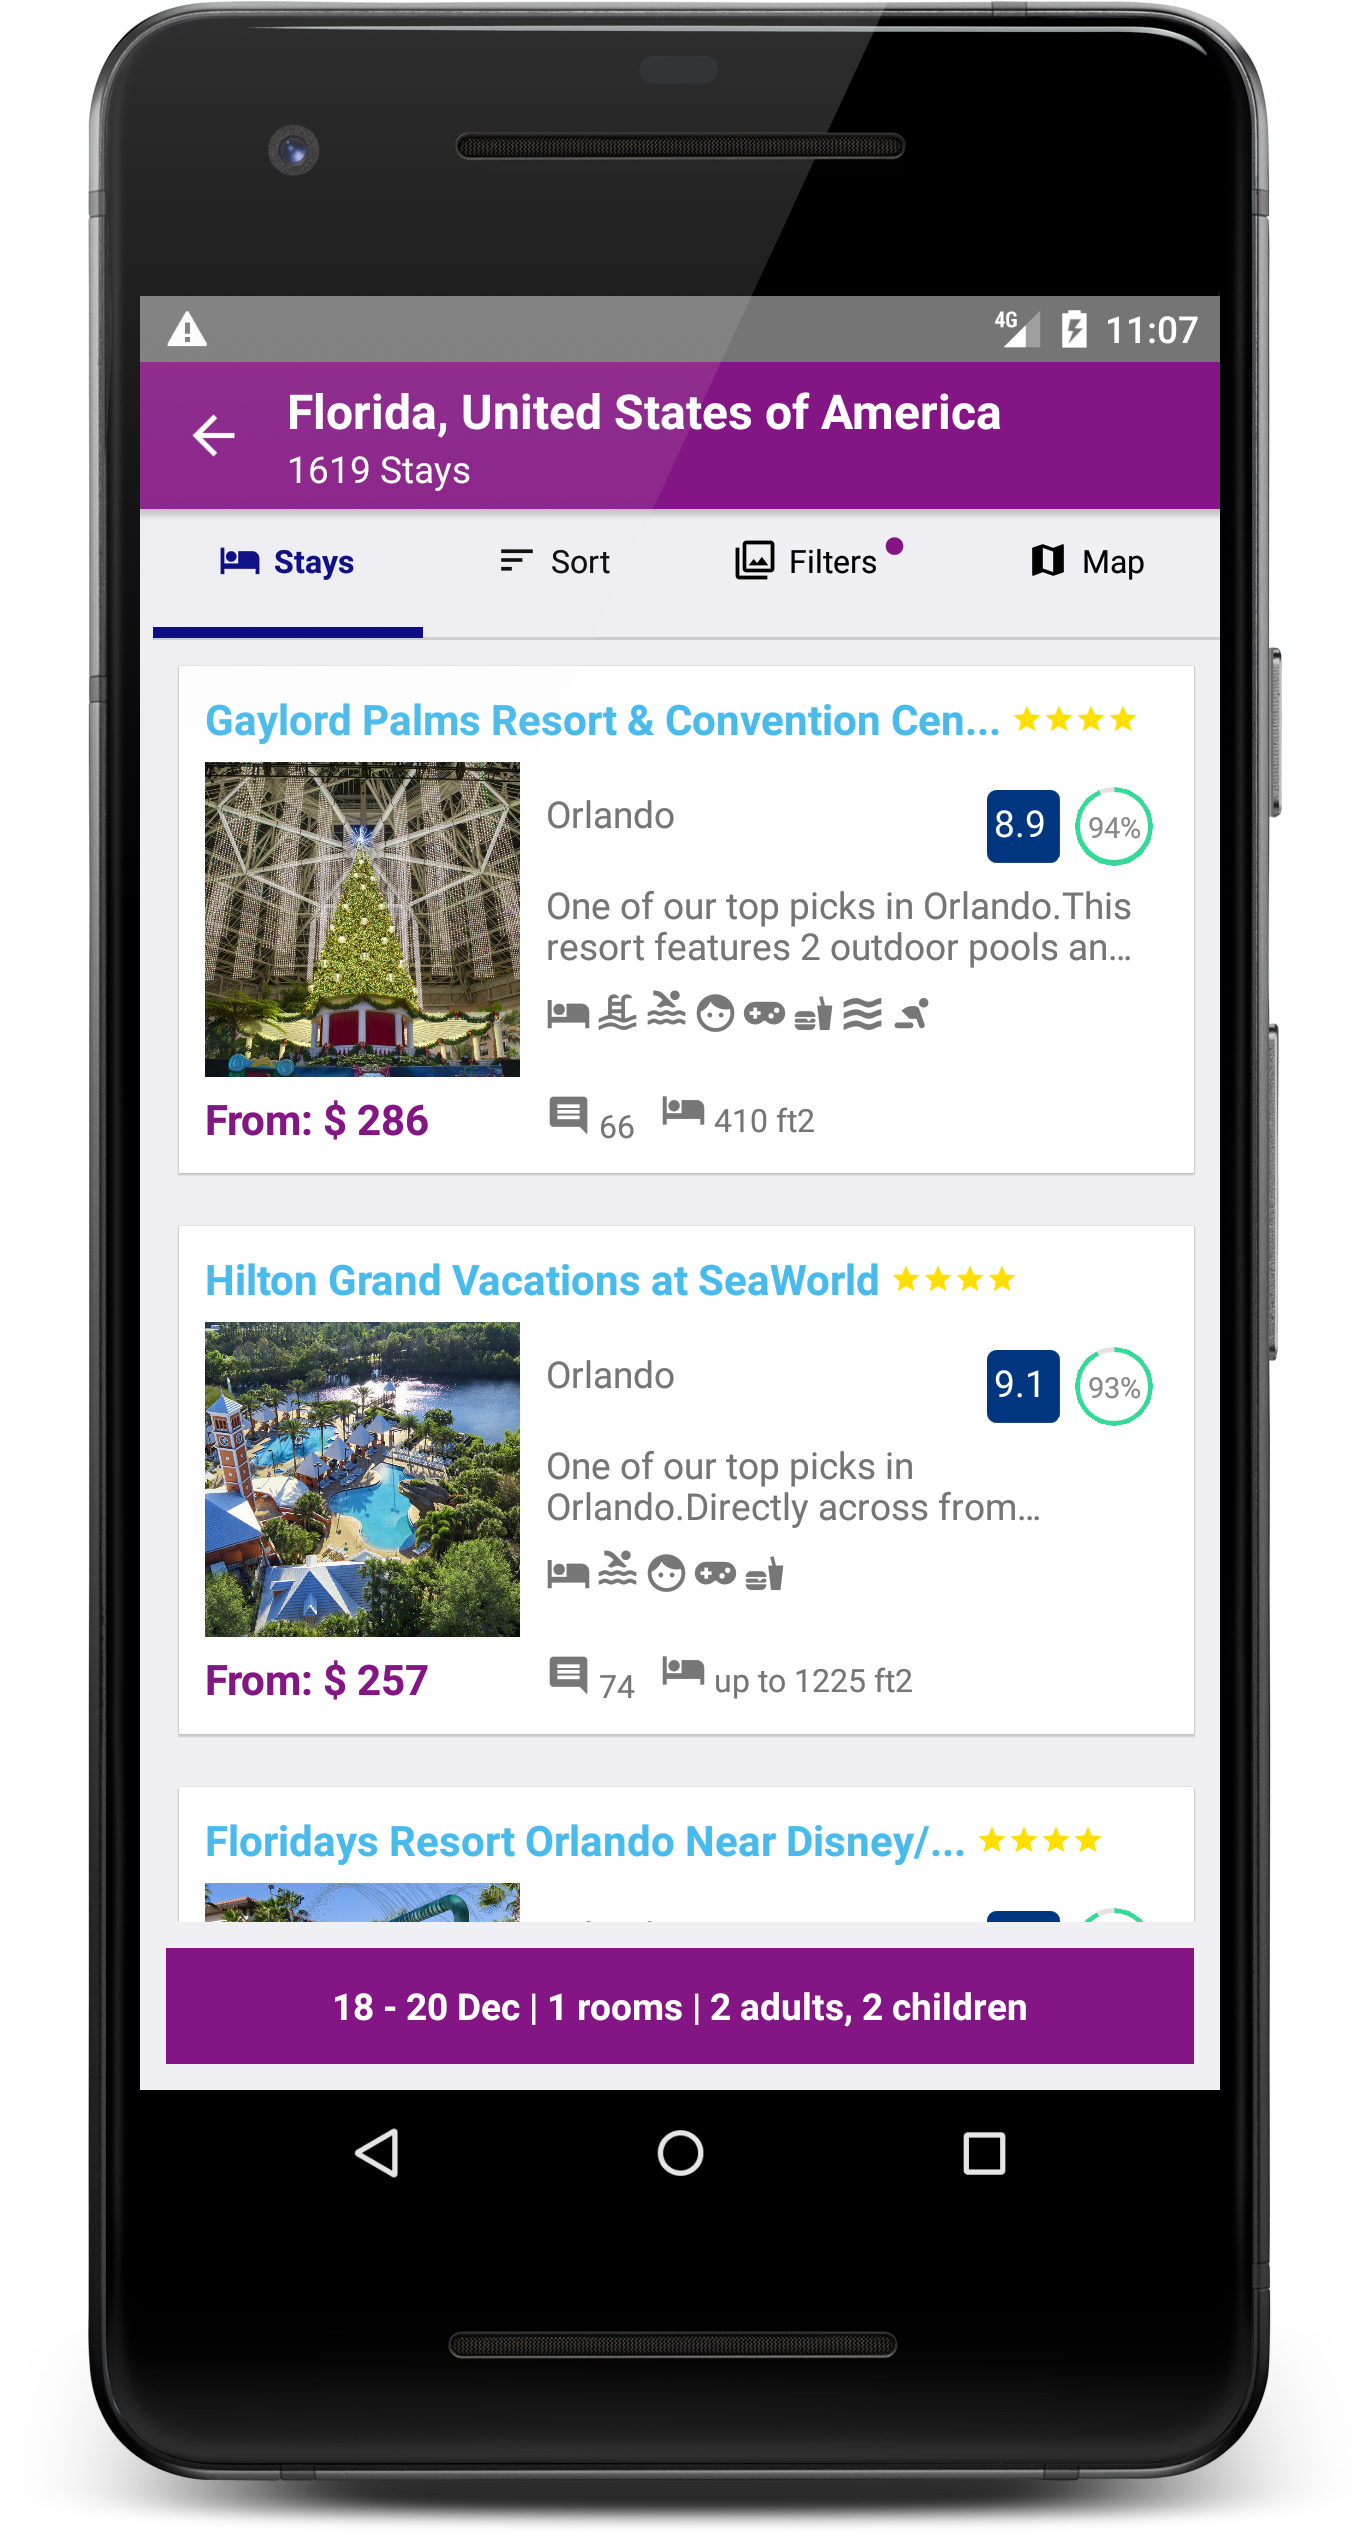 4G 11:07
Florida, United States of America
1619 Stays
Stays Sort Filters Map
Gaylord Palms Resort & Convention Cen...
Orlando 8.9 94%
One of our top picks in Orlando.This
resort features 2 outdoor pools an...
From: $ 286 66 410 ft2
Hilton Grand Vacations at SeaWorld
Orlando 9.1 93%
One of our top picks in
Orlando.Directly across from...
From: $ 257 74 up to 1225 ft2
Floridays Resort Orlando Near Disney/...
18 - 20 Dec | 1 rooms | 2 adults, 2 children